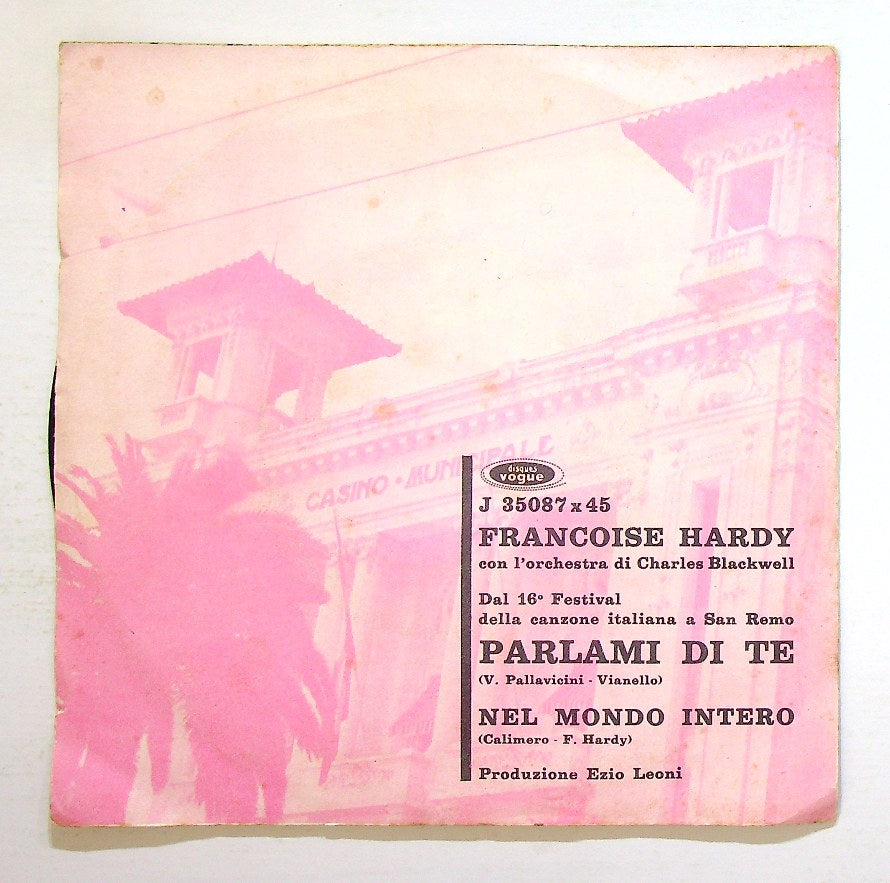 CASINO · MUNICIPALE
disques
vogue
J 35087 x 45
FRANCOISE HARDY
con l'orchestra di Charles Blackwell
Dal 16° Festival
della canzone italiana a San Remo
PARLAMI DI TE
(V. Pallavicini - Vianello)
NEL MONDO INTERO
(Calimero - F. Hardy)
Produzione Ezio Leoni